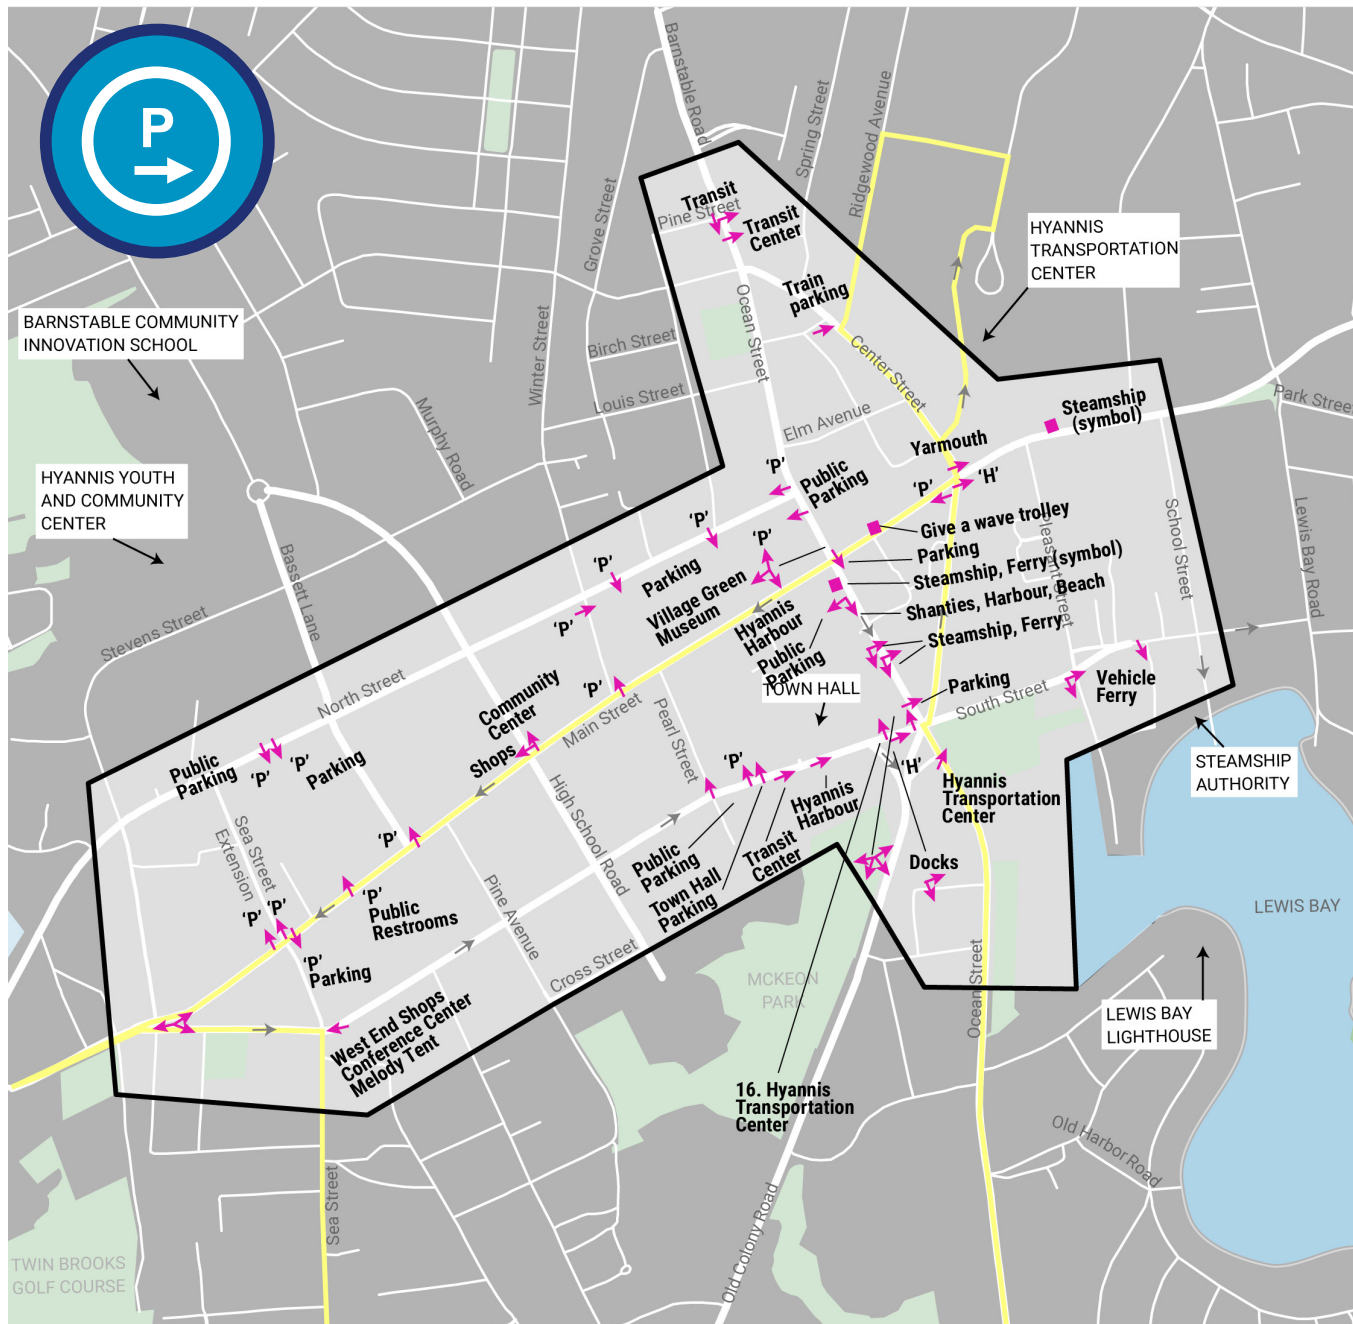 P
Barnstable Road
Spring Street
Ridgewood Avenue
Grove Street
Transit
Pine Street
Transit
Center
HYANNIS
TRANSPORTATION
CENTER
Train
parking
Ocean Street
BARNSTABLE COMMUNITY
INNOVATION SCHOOL
Winter Street
Birch Street
Center Street
Louis Street
Murphy Road
Elm Avenue
Steamship
(symbol)
Park Street
Yarmouth
'P'
Public
Parking
'P'
'H'
HYANNIS YOUTH
AND COMMUNITY
CENTER
'P'
'P'
Give a wave trolley
Pleasant Street
School Street
Lewis Bay Road
Bassett Lane
'P'
Parking
Parking
Steamship, Ferry (symbol)
Village Green
Museum
Shanties, Harbour, Beach
'P'
Hyannis
Harbour
Steamship, Ferry
Stevens Street
Public
Parking
TOWN HALL
North Street
Community
Center
'P'
Parking
Vehicle
Ferry
South Street
Main Street
Pearl Street
Shops
Public
Parking
'P'
'P'
Parking
'P'
'H'
STEAMSHIP
AUTHORITY
Hyannis
Transportation
Center
Hyannis
Harbour
High School Road
Sea Street
Extension
'P'
Public
Parking
Transit
Center
Docks
Town Hall
Parking
'P'
Public
Restrooms
'P'
'P'
Pine Avenue
LEWIS BAY
'P'
Parking
Cross Street
MCKEON
PARK
Ocean Street
West End Shops
Conference Center
Melody Tent
LEWIS BAY
LIGHTHOUSE
16. Hyannis
Transportation
Center
Old Harbor Road
Sea Street
Old Colony Road
TWIN BROOKS
GOLF COURSE